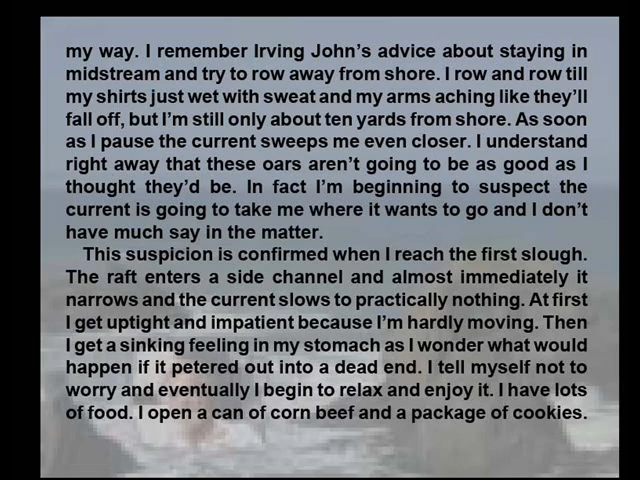 my way. I remember Irving John’s advice about staying in
midstream and try to row away from shore. I row and row till
my shirts just wet with sweat and my arms aching like they’ll
fall off, but I’m still only about ten yards from shore. As soon
as I pause the current sweeps me even closer. I understand
right away that these oars aren’t going to be as good as I
thought they’d be. In fact I’m beginning to suspect the
current is going to take me where it wants to go and I don’t
have much say in the matter.
This suspicion is confirmed when I reach the first slough.
The raft enters a side channel and almost immediately it
narrows and the current slows to practically nothing. At first
I get uptight and impatient because I’m hardly moving. Then
I get a sinking feeling in my stomach as I wonder what would
happen if it petered out into a dead end. I tell myself not to
worry and eventually I begin to relax and enjoy it. I have lots
of food. I open a can of corn beef and a package of cookies.